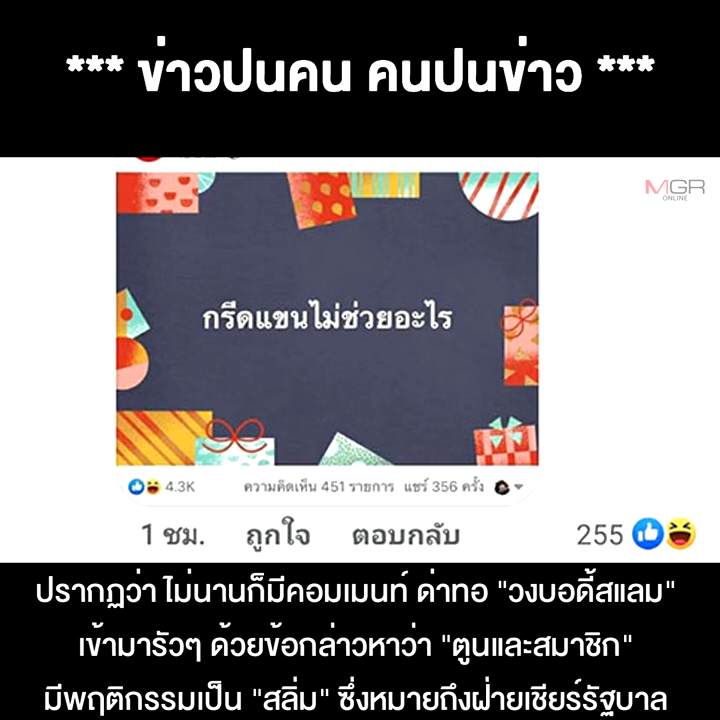 *** ข่าวปนคน คนปนข่าว ***
MGR
ONLINE
กรีดแขนไม่ช่วยอะไร
4.3K ความคิดเห็น 451 รายการ แชร์ 356 ครั้ง
1 ชม. ถูกใจ ตอบกลับ 255
ปรากฏว่า ไม่นานก็มีคอมเมนท์ ด่าทอ "วงบอดี้สแลม"
เข้ามารัวๆ ด้วยข้อกล่าวหาว่า "ตูนและสมาชิก"
มีพฤติกรรมเป็น "สลิ่ม" ซึ่งหมายถึงฝ่ายเชียร์รัฐบาล